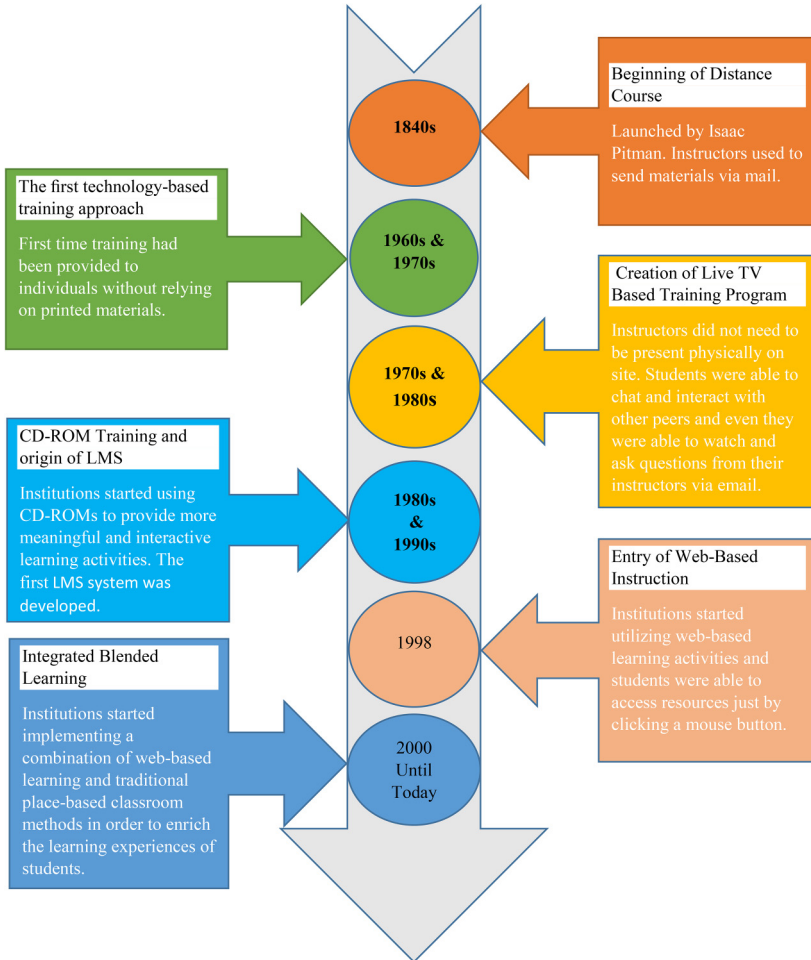 1840s
Beginning of Distance
Course
Launched by Isaac
Pitman. Instructors used to
send materials via mail.
The first technology-based
training approach
First time training had
been provided to
individuals without relying
on printed materials.
1960s &
1970s
Creation of Live TV
Based Training Program
Instructors did not need to
be present physically on
site. Students were able to
chat and interact with
other peers and even they
were able to watch and
ask questions from their
instructors via email.
1970s &
1980s
CD-ROM Training and
origin of LMS
Institutions started using
CD-ROMs to provide more
meaningful and interactive
learning activities. The
first LMS system was
developed.
1980s
&
1990s
Entry of Web-Based
Instruction
Institutions started
utilizing web-based
learning activities and
students were able to
access resources just by
clicking a mouse button.
1998
Integrated Blended
Learning
Institutions started
implementing a
combination of web-based
learning and traditional
place-based classroom
methods in order to enrich
the learning experiences of
students.
2000
Until
Today